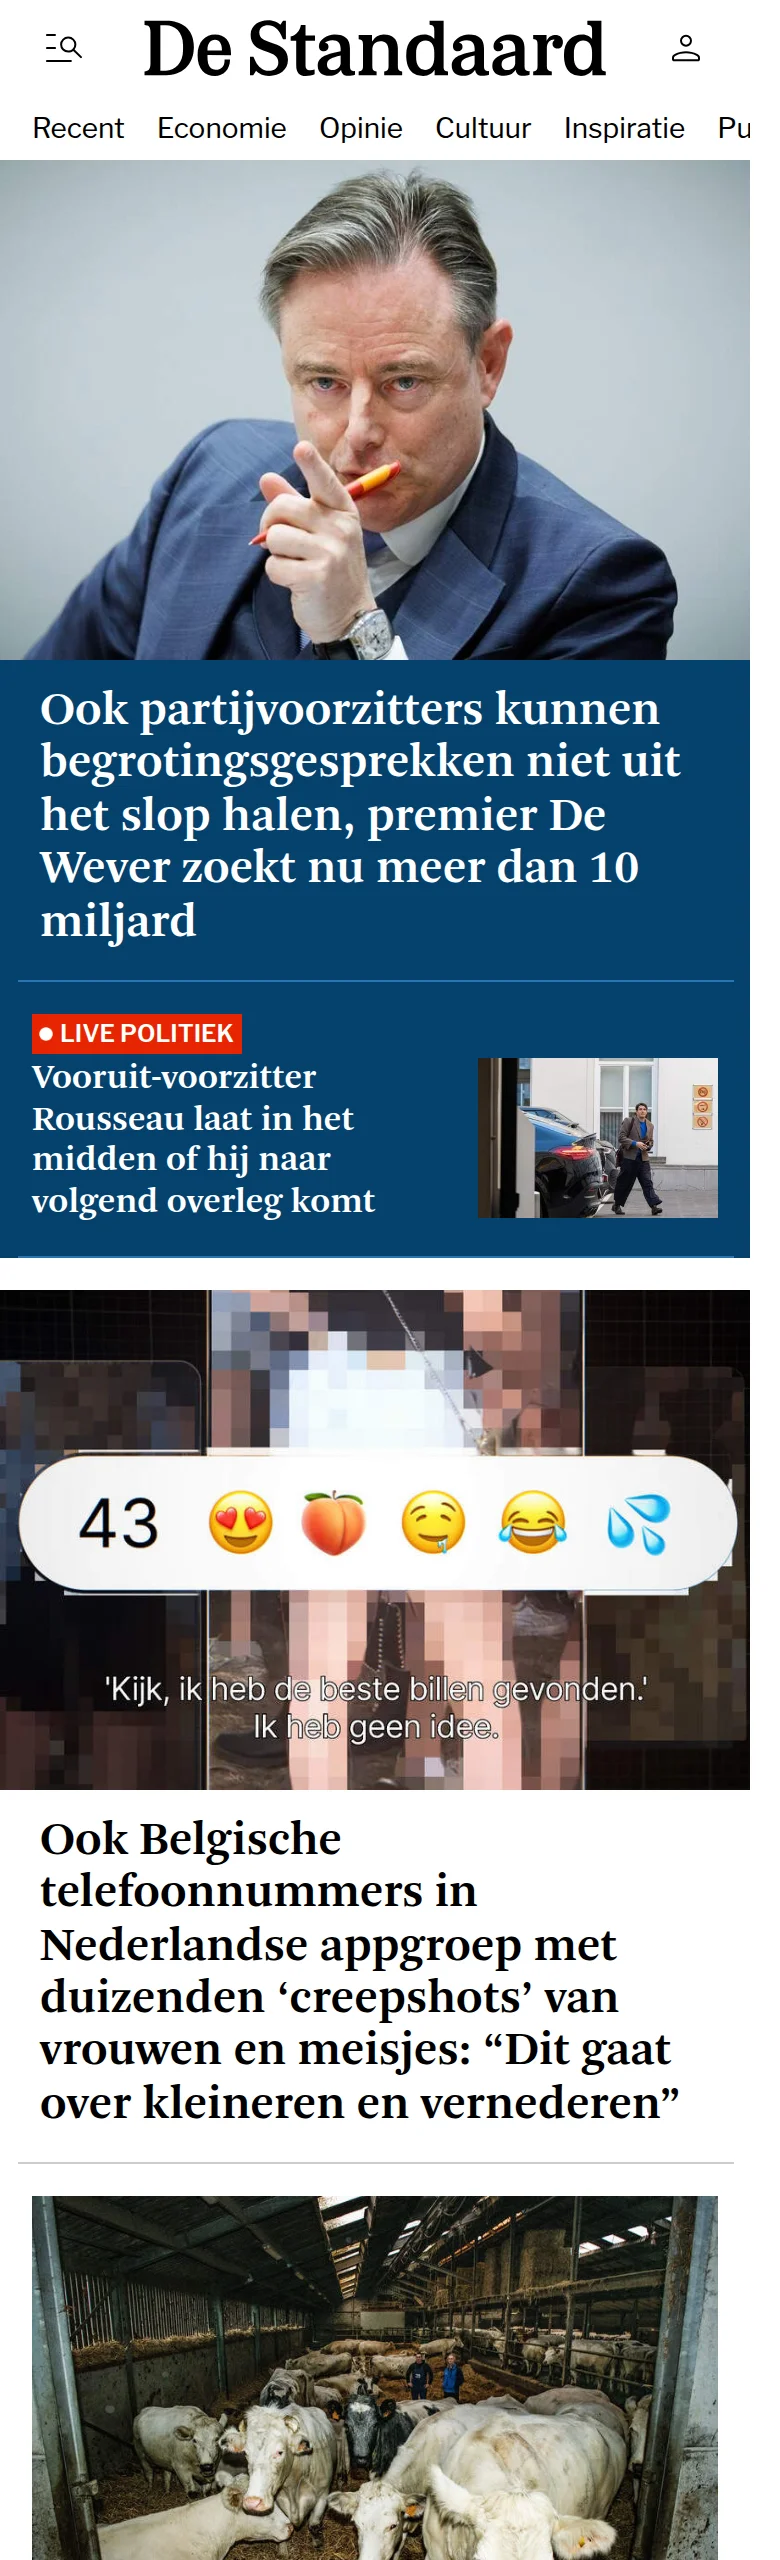 De Standaard
Recent Economie Opinie Cultuur Inspiratie Pu
Ook partijvoorzitters kunnen
begrotingsgesprekken niet uit
het slop halen, premier De
Wever zoekt nu meer dan 10
miljard
LIVE POLITIEK
Vooruit-voorzitter
Rousseau laat in het
midden of hij naar
volgend overleg komt
43
'Kijk, ik heb de beste billen gevonden.'
Ik heb geen idee.
Ook Belgische
telefoonnummers in
Nederlandse appgroep met
duizenden ‘creepshots’ van
vrouwen en meisjes: “Dit gaat
over kleineren en vernederen”